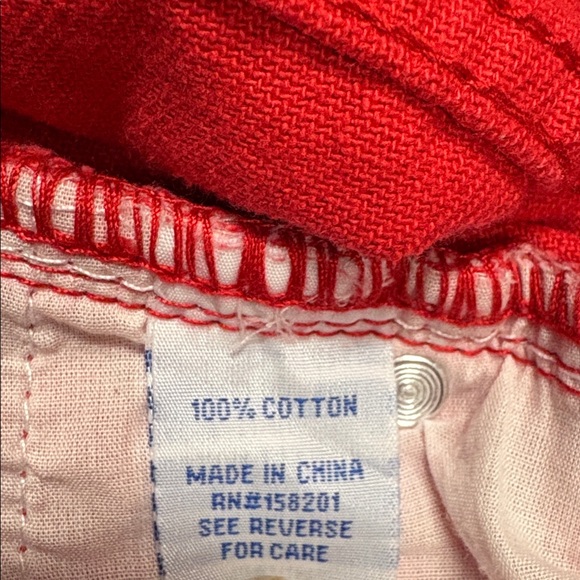 100% COTTON
MADE IN CHINA
RN#158201
SEE REVERSE
FOR CARE